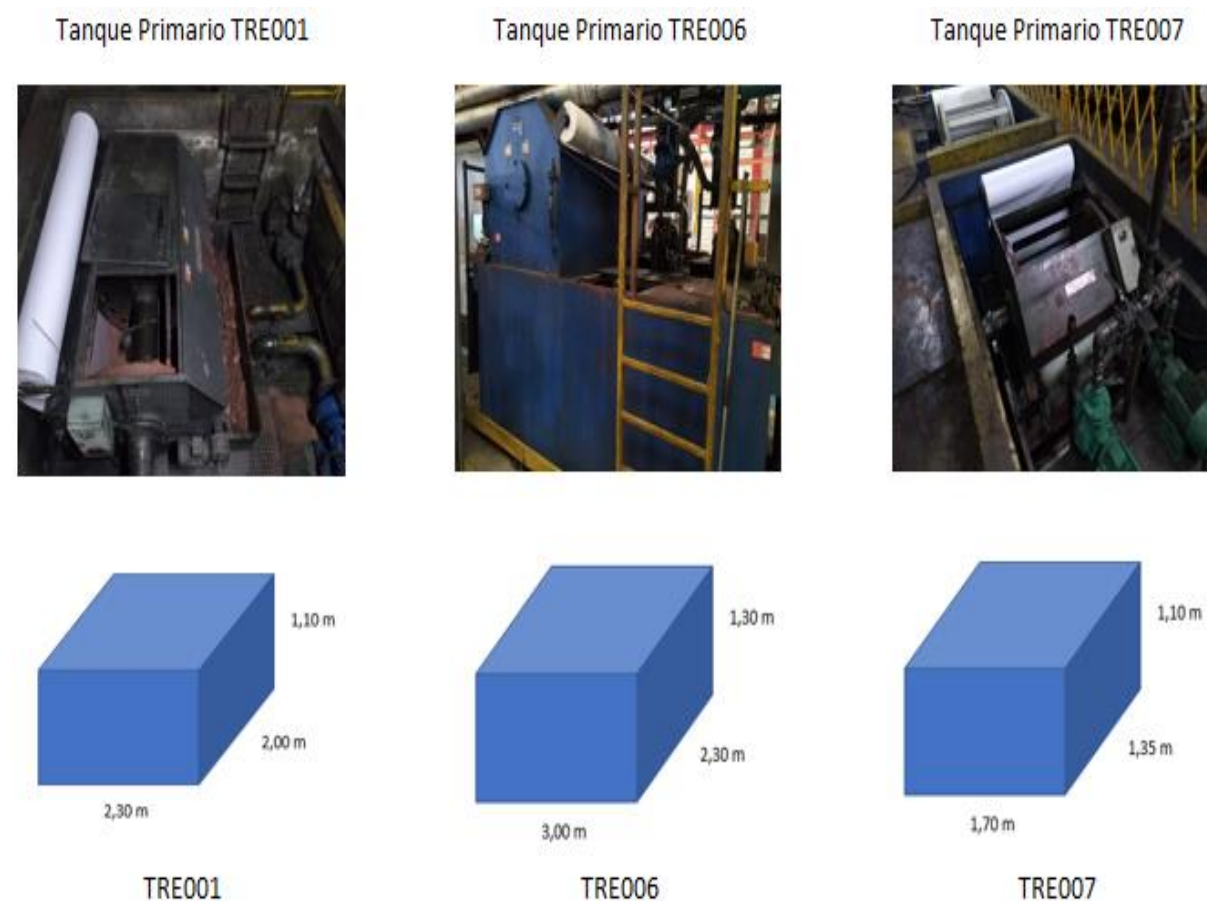 Tanque Primario TRE001
Tanque Primario TRE006
Tanque Primario TRE007
1,10 m
2,00 m
2,30 m
1,30 m
2,30 m
3,00 m
1,10 m
1,35 m
1,70 m
TRE001
TRE006
TRE007